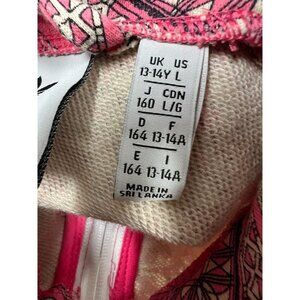 UK US
13-14Y L
J CDN
160 L/G
D F
164 13-14A
E I
164 13-14A
MADE IN
SRI LANKA